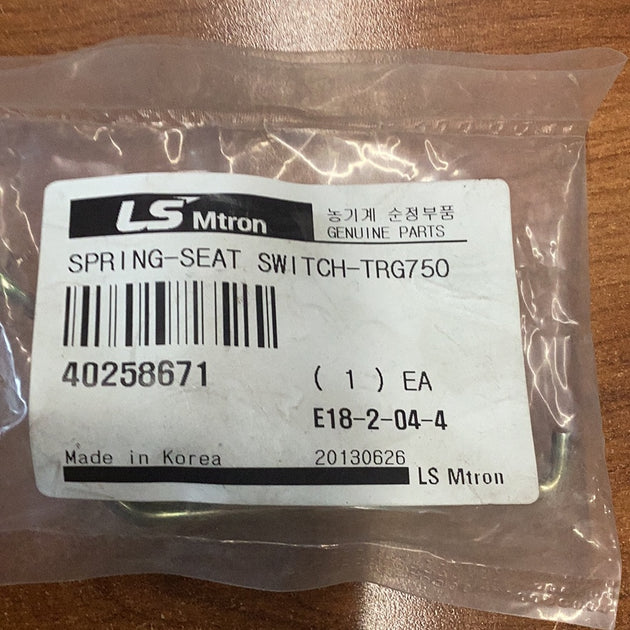 LS Mtron
농기계 순정부품
GENUINE PARTS
SPRING-SEAT SWITCH-TRG750
40258671
( 1 ) EA
E18-2-04-4
Made in Korea
20130626
LS Mtron